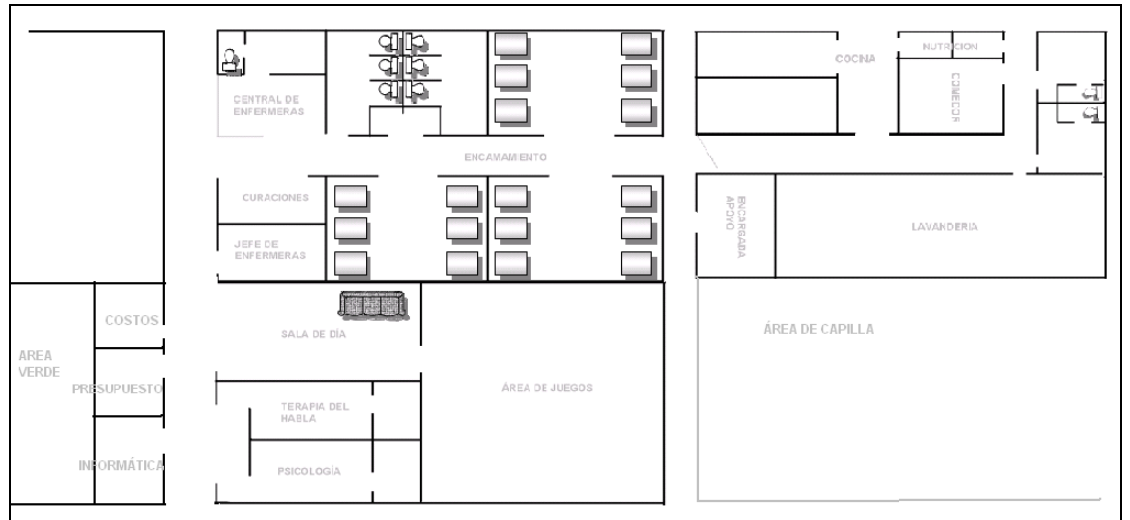 NUTRICION
COCINA
COMEDOR
CENTRAL DE
ENFERMERAS
ENCAMAMIENTO
CURACIONES
ENCARGADA
APOYO
LAVANDERIA
JEFE DE
ENFERMERAS
COSTOS
SALA DE DÍA
ÁREA DE CAPILLA
AREA
VERDE
PRESUPUESTO
ÁREA DE JUEGOS
TERAPIA DEL
HABLA
INFORMÁTICA
PSICOLOGÍA